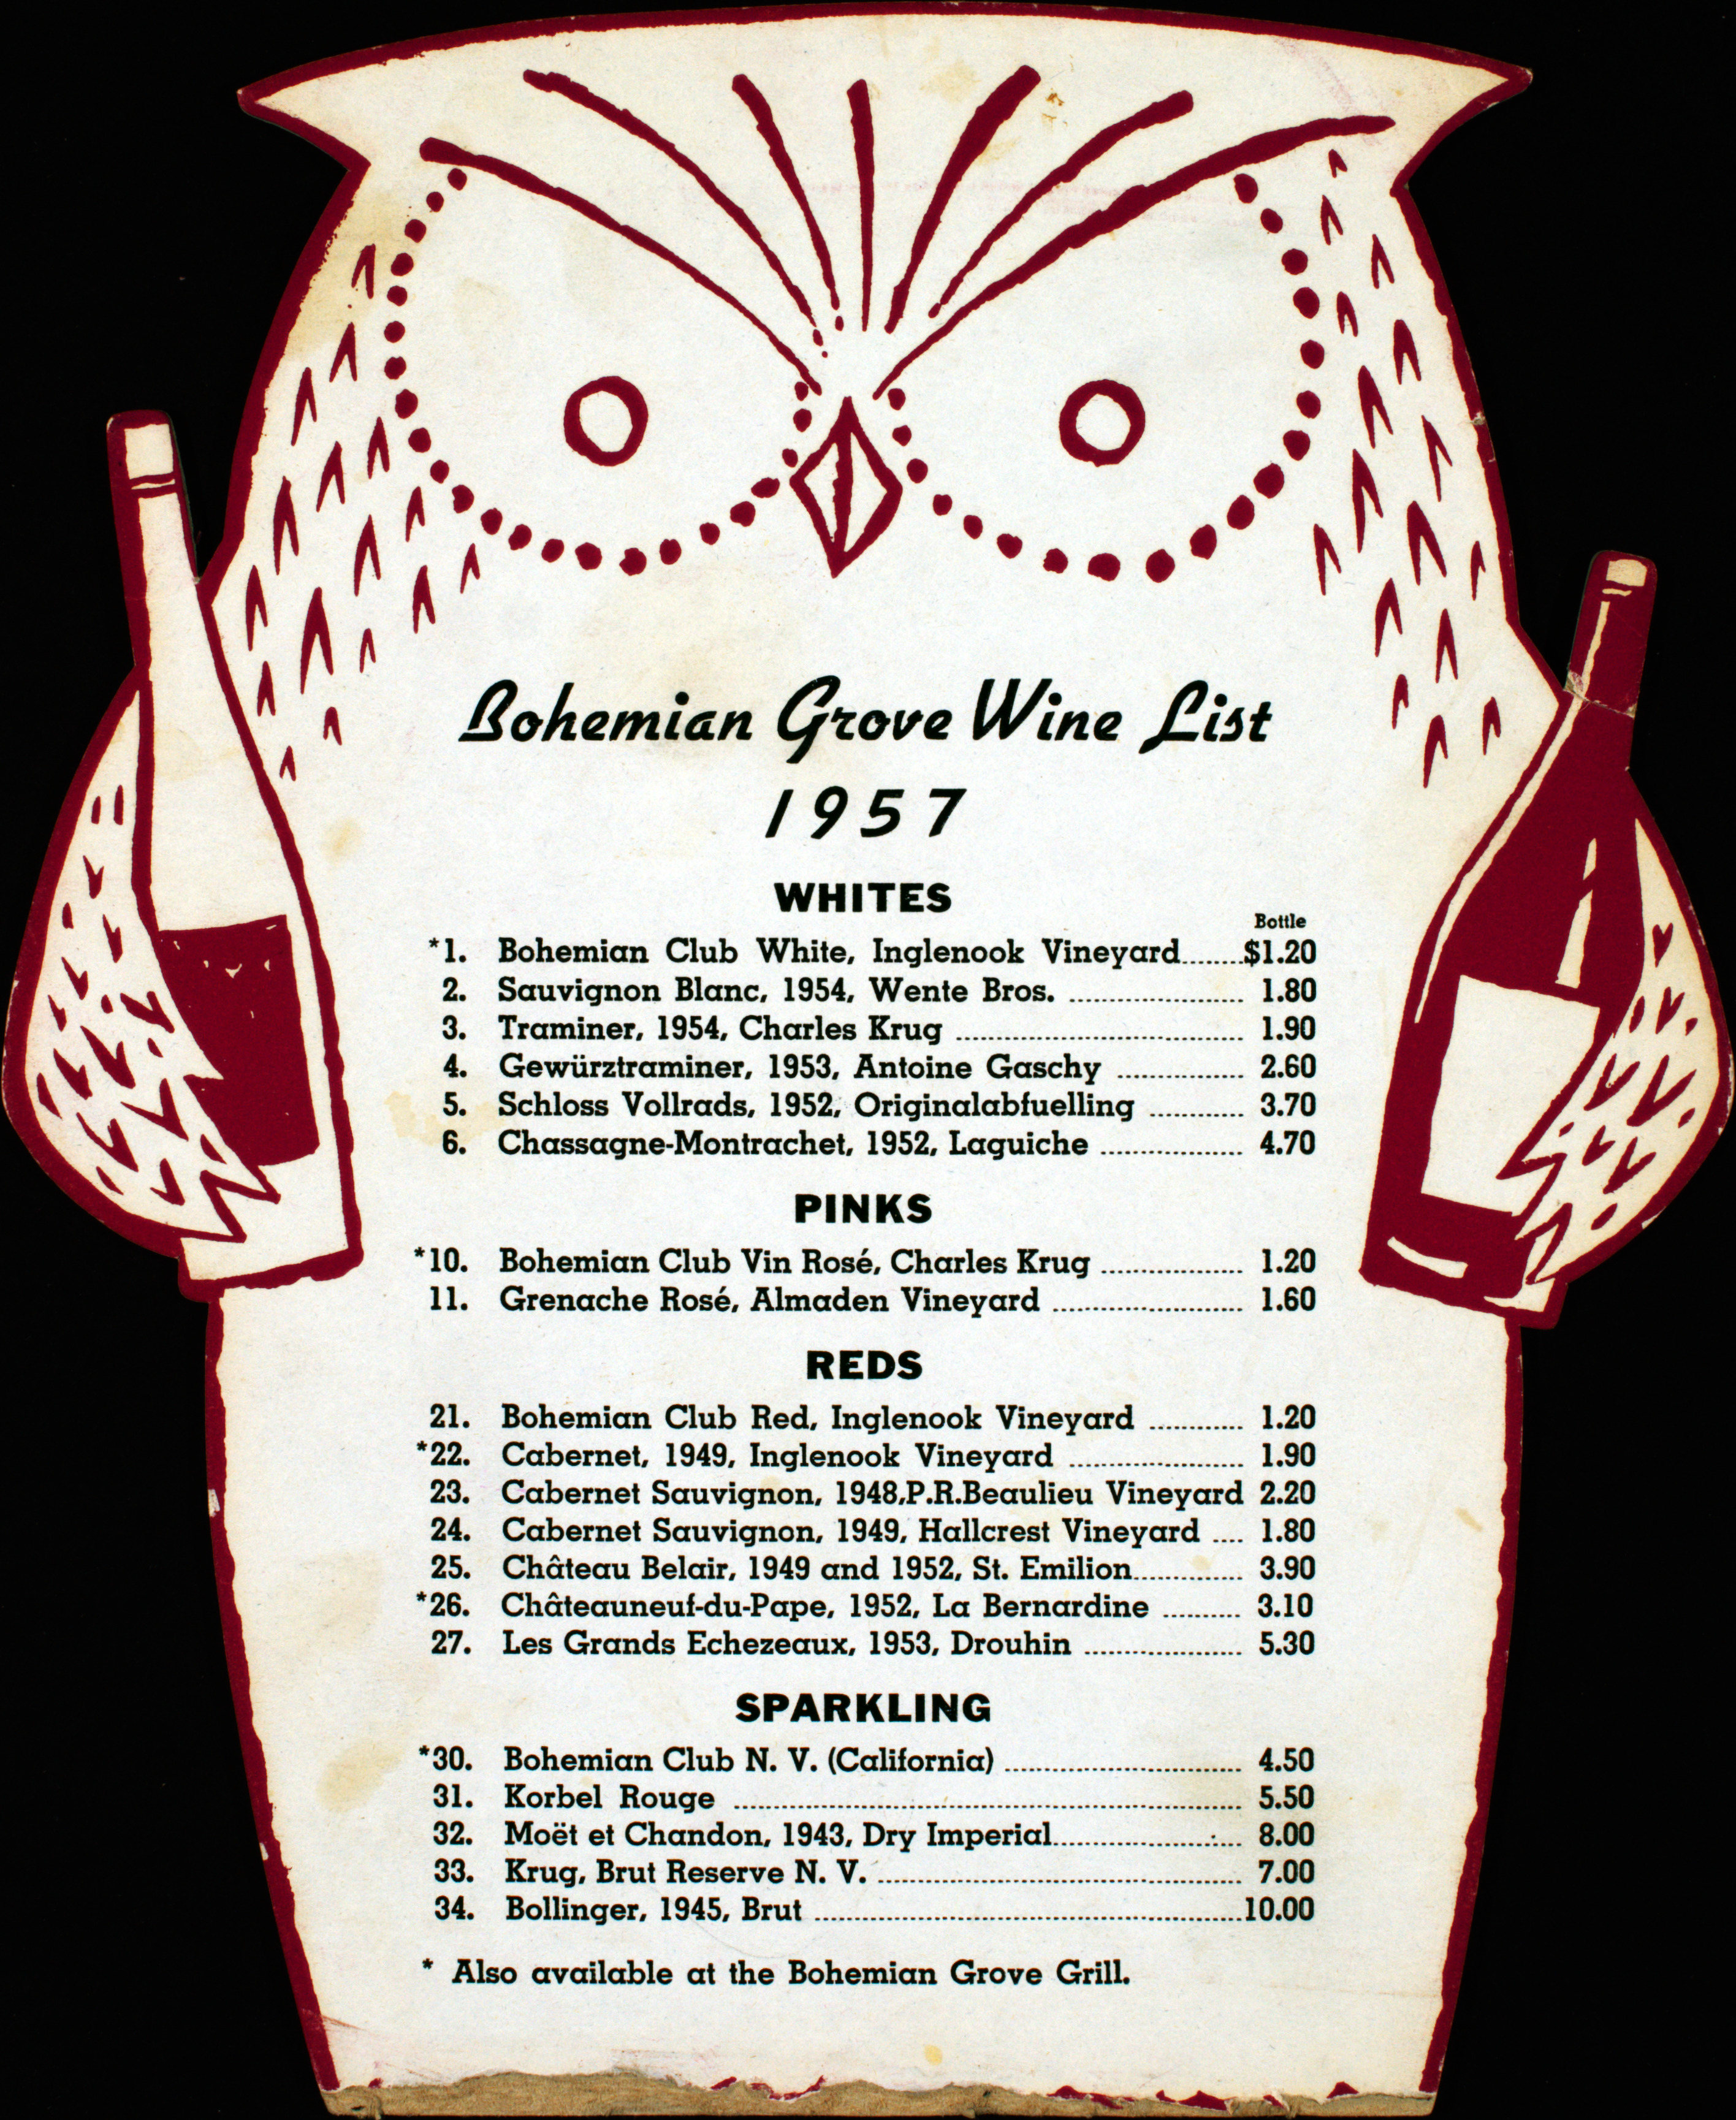 Bohemian Grove Wine List
1957
WHITES
Bottle
*1. Bohemian Club White, Inglenook Vineyard........$1.20
2. Sauvignon Blanc, 1954, Wente Bros. ........ 1.80
3. Traminer, 1954, Charles Krug ........ 1.90
4. Gewürztraminer, 1953, Antoine Gaschy ........ 2.60
5. Schloss Vollrads, 1952, Originalabfuelling ........ 3.70
6. Chassagne-Montrachet, 1952, Laguiche ........ 4.70
PINKS
*10. Bohemian Club Vin Rosé, Charles Krug ........ 1.20
11. Grenache Rosé, Almaden Vineyard ........ 1.60
REDS
21. Bohemian Club Red, Inglenook Vineyard ........ 1.20
*22. Cabernet, 1949, Inglenook Vineyard ........ 1.90
23. Cabernet Sauvignon, 1948,P.R.Beaulieu Vineyard 2.20
24. Cabernet Sauvignon, 1949, Hallcrest Vineyard .... 1.80
25. Château Belair, 1949 and 1952, St. Emilion........ 3.90
*26. Châteauneuf-du-Pape, 1952, La Bernardine ........ 3.10
27. Les Grands Echezeaux, 1953, Drouhin ........ 5.30
SPARKLING
*30. Bohemian Club N. V. (California) ........ 4.50
31. Korbel Rouge ........ 5.50
32. Moët et Chandon, 1943, Dry Imperial........ 8.00
33. Krug, Brut Reserve N. V. ........ 7.00
34. Bollinger, 1945, Brut ........10.00
* Also available at the Bohemian Grove Grill.